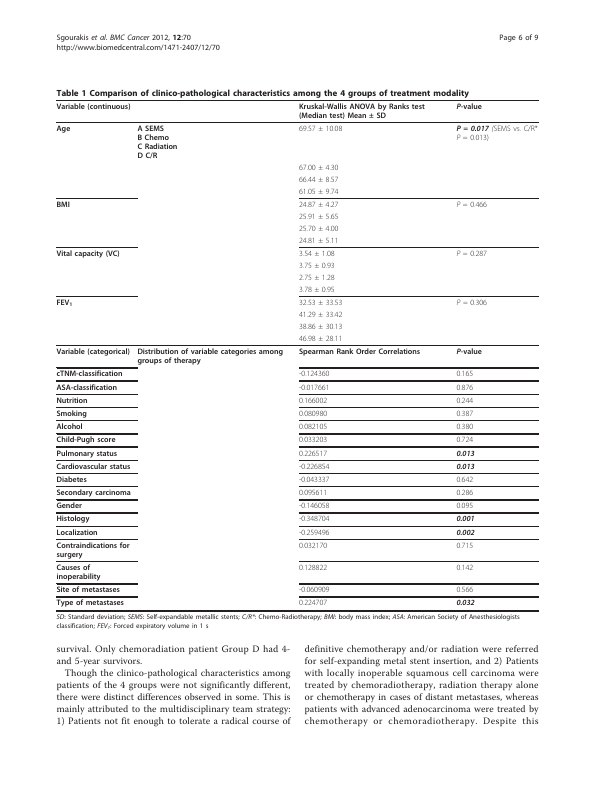 Sgourakis et al. BMC Cancer 2012, 12:70
http://www.biomedcentral.com/1471-2407/12/70
Page 6 of 9
Table 1 Comparison of clinico-pathological characteristics among the 4 groups of treatment modality
Variable (continuous) Kruskal-Wallis ANOVA by Ranks test P-value
(Median test) Mean ± SD
Age A SEMS 69.57 ± 10.08 P = 0.017 (SEMS vs. C/R*
B Chemo P = 0.013)
C Radiation
D C/R
67.00 ± 4.30
66.44 ± 8.57
61.05 ± 9.74
BMI 24.87 ± 4.27 P = 0.466
25.91 ± 5.65
25.70 ± 4.00
24.81 ± 5.11
Vital capacity (VC) 3.54 ± 1.08 P = 0.287
3.75 ± 0.93
2.75 ± 1.28
3.78 ± 0.95
FEV1 32.53 ± 33.53 P = 0.306
41.29 ± 33.42
38.86 ± 30.13
46.98 ± 28.11
Variable (categorical) Distribution of variable categories among Spearman Rank Order Correlations P-value
groups of therapy
cTNM-classification -0.124360 0.165
ASA-classification -0.017661 0.876
Nutrition 0.166002 0.244
Smoking 0.080980 0.387
Alcohol 0.082105 0.380
Child-Pugh score 0.033203 0.724
Pulmonary status 0.226517 0.013
Cardiovascular status -0.226854 0.013
Diabetes -0.043337 0.642
Secondary carcinoma 0.095611 0.286
Gender -0.146058 0.095
Histology -0.348704 0.001
Localization -0.259496 0.002
Contraindications for 0.032170 0.715
surgery
Causes of 0.128822 0.142
inoperability
Site of metastases -0.060909 0.566
Type of metastases 0.224707 0.032
SD: Standard deviation; SEMS: Self-expandable metallic stents; C/R*: Chemo-Radiotherapy; BMI: body mass index; ASA: American Society of Anesthesiologists
classification; FEV1: Forced expiratory volume in 1 s
survival. Only chemoradiation patient Group D had 4-
and 5-year survivors.
Though the clinico-pathological characteristics among
patients of the 4 groups were not significantly different,
there were distinct differences observed in some. This is
mainly attributed to the multidisciplinary team strategy:
1) Patients not fit enough to tolerate a radical course of
definitive chemotherapy and/or radiation were referred
for self-expanding metal stent insertion, and 2) Patients
with locally inoperable squamous cell carcinoma were
treated by chemoradiotherapy, radiation therapy alone
or chemotherapy in cases of distant metastases, whereas
patients with advanced adenocarcinoma were treated by
chemotherapy or chemoradiotherapy. Despite this